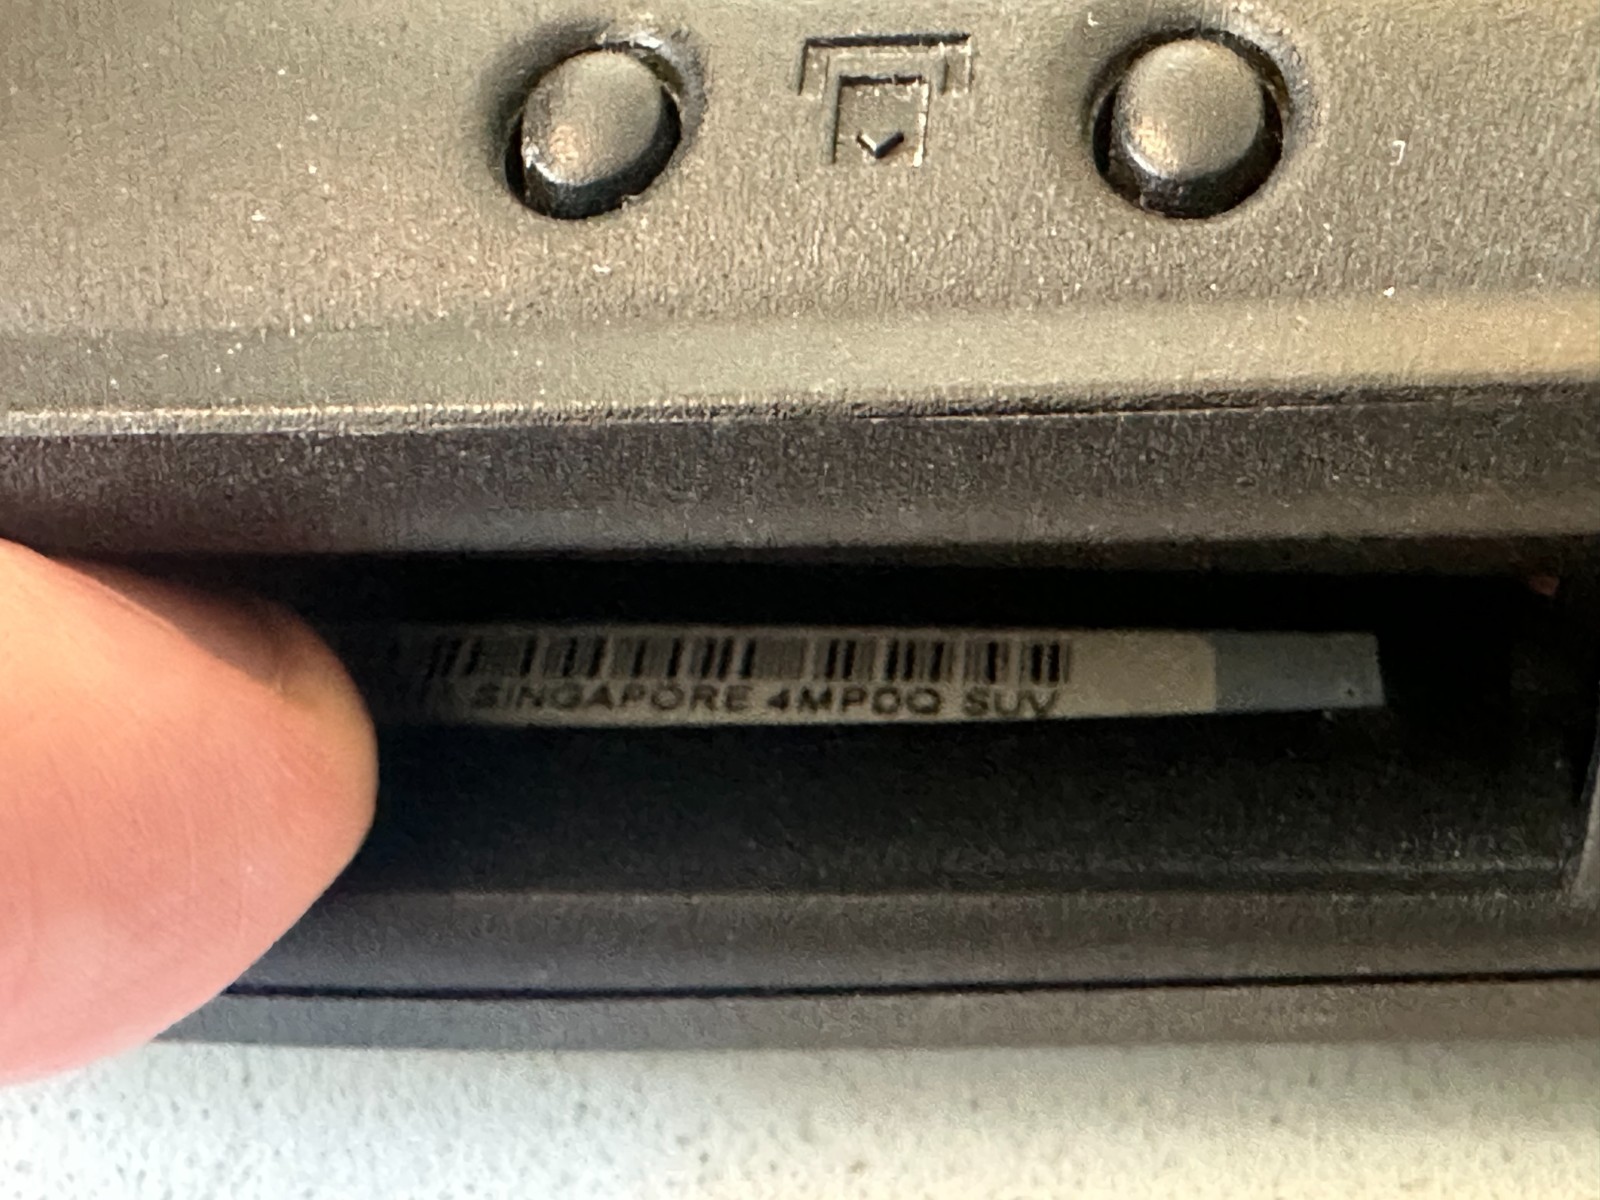 SINGAPORE 4MPDQ SUV